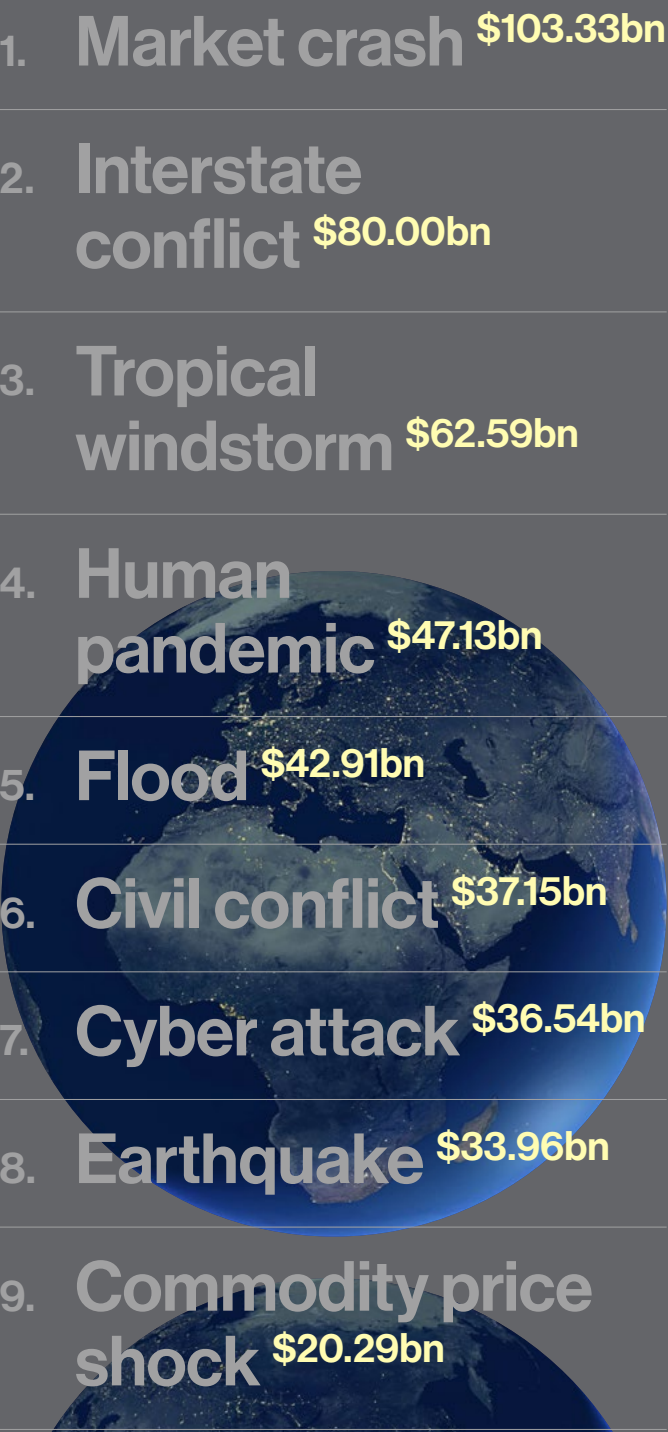 1. Market crash $103.33bn
2. Interstate
conflict $80.00bn
3. Tropical
windstorm $62.59bn
4. Human
pandemic $47.13bn
5. Flood $42.91bn
6. Civil conflict $37.15bn
7. Cyber attack $36.54bn
8. Earthquake $33.96bn
9. Commodity price
shock $20.29bn